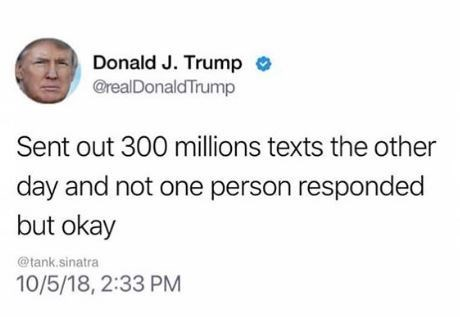 Donald J. Trump
@realDonaldTrump
Sent out 300 millions texts the other
day and not one person responded
but okay
@tank.sinatra
10/5/18, 2:33 PM